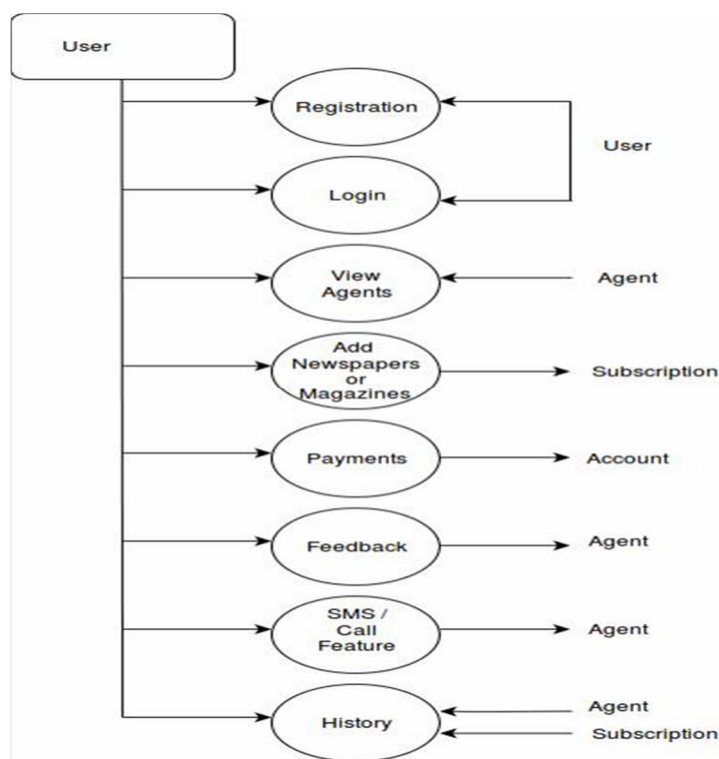 User
Registration
User
Login
View
Agents
Agent
Add
Newspapers
or
Magazines
Subscription
Payments
Account
Feedback
Agent
SMS /
Call
Feature
Agent
History
Agent
Subscription